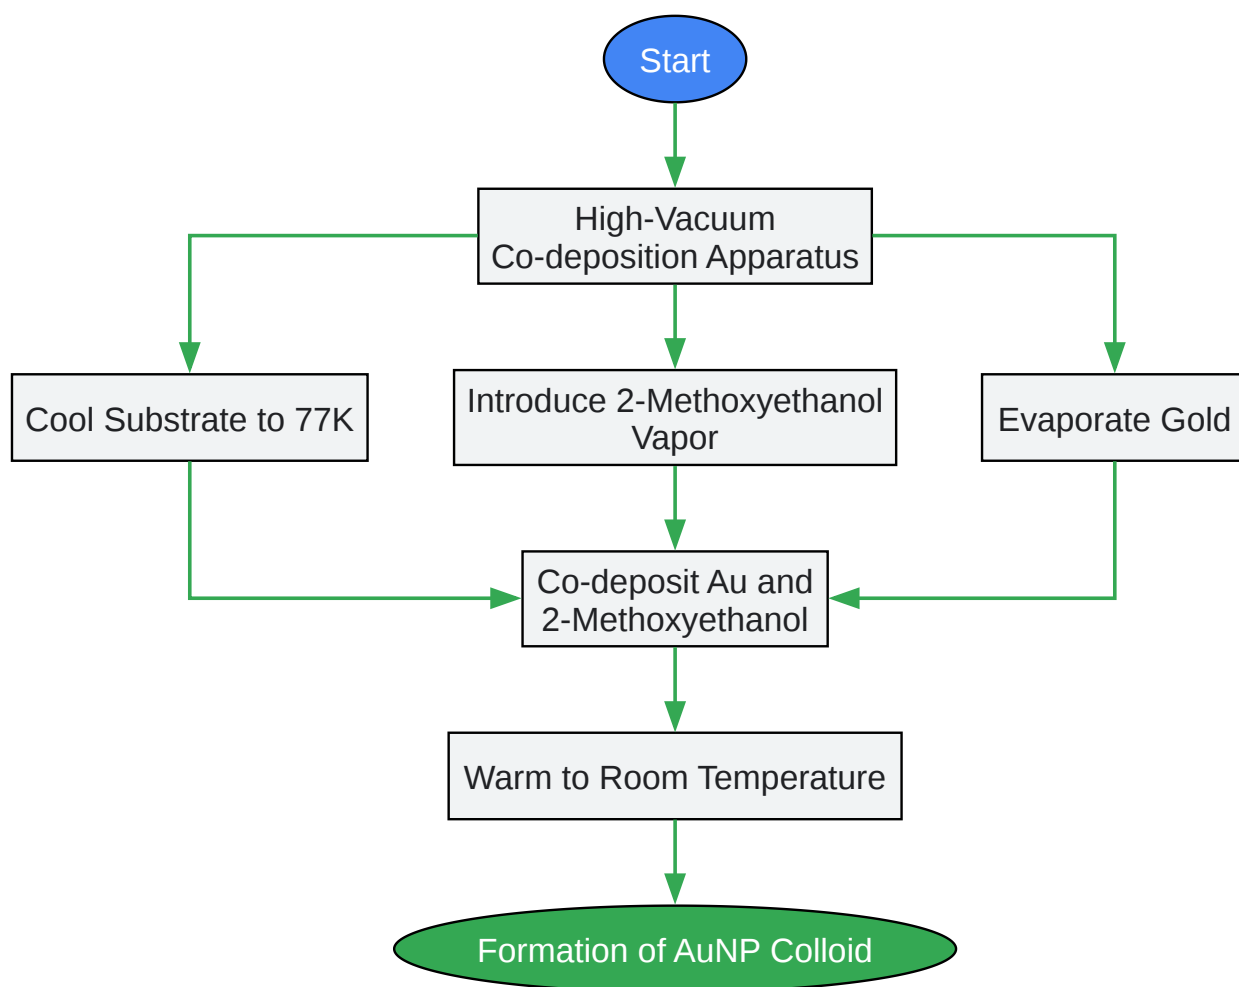 Start
High-Vacuum
Co-deposition Apparatus
Cool Substrate to 77K
Introduce 2-Methoxyethanol
Vapor
Evaporate Gold
Co-deposit Au and
2-Methoxyethanol
Warm to Room Temperature
Formation of AuNP Colloid